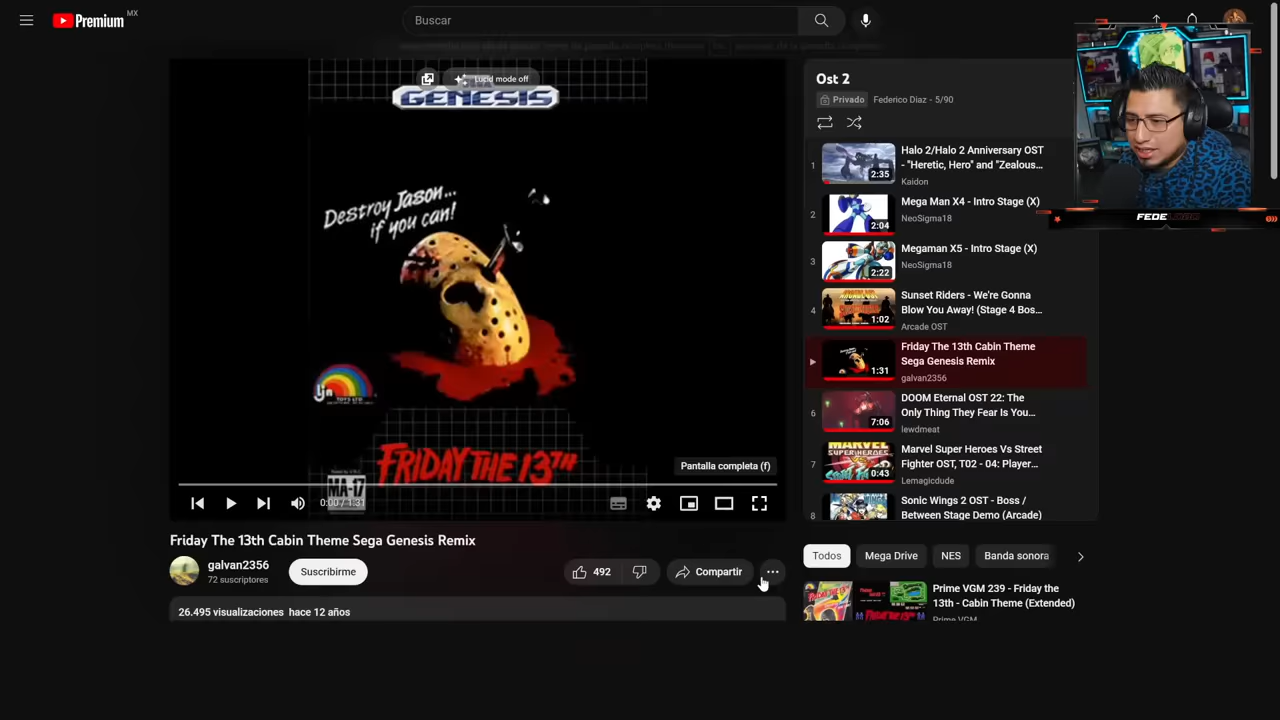 Premium MX
Buscar
Lucid mode off
GENESIS
Destroy Jason...
if you can!
LJN
TOYS LTD
FRIDAY THE 13TH
Pantalla completa (f)
0:00 / 1:31
Friday The 13th Cabin Theme Sega Genesis Remix
galvan2356
72 suscriptores
Suscribirme
492
Compartir
26.495 visualizaciones hace 12 años
Ost 2
Privado
Federico Diaz - 5/90
1
2:35
Halo 2/Halo 2 Anniversary OST
- "Heretic, Hero" and "Zealous...
Kaidon
2
2:04
Mega Man X4 - Intro Stage (X)
NeoSigma18
3
2:22
Megaman X5 - Intro Stage (X)
NeoSigma18
4
1:02
Sunset Riders - We're Gonna
Blow You Away! (Stage 4 Bos...
Arcade OST
1:31
Friday The 13th Cabin Theme
Sega Genesis Remix
galvan2356
6
7:06
DOOM Eternal OST 22: The
Only Thing They Fear Is You...
lewdmeat
7
0:43
Marvel Super Heroes Vs Street
Fighter OST, T02 - 04: Player...
Lemagicdude
8
Sonic Wings 2 OST - Boss /
Between Stage Demo (Arcade)
Todos
Mega Drive
NES
Banda sonora
Prime VGM 239 - Friday the
13th - Cabin Theme (Extended)
Prime VGM